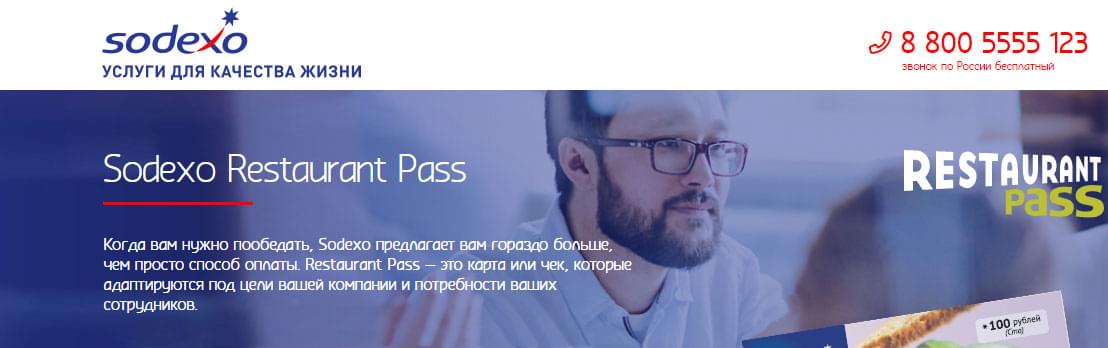 sodexo
УСЛУГИ ДЛЯ КАЧЕСТВА ЖИЗНИ
8 800 5555 123
звонок по России бесплатный
Sodexo Restaurant Pass
RESTAURANT
pass
Когда вам нужно пообедать, Sodexo предлагает вам гораздо больше,
чем просто способ оплаты. Restaurant Pass — это карта или чек, которые
адаптируются под цели вашей компании и потребности ваших
сотрудников.
*100 рублей
(Сто)